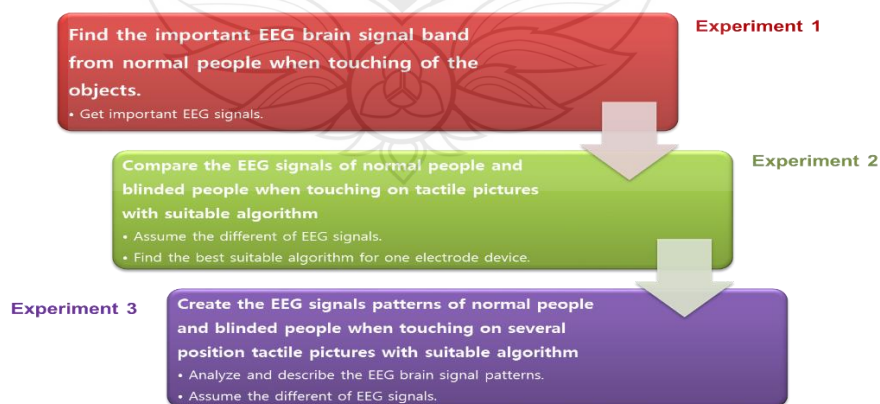 Experiment 1
Find the important EEG brain signal band
from normal people when touching of the
objects.
• Get important EEG signals.
Experiment 2
Compare the EEG signals of normal people and
blinded people when touching on tactile pictures
with suitable algorithm
• Assume the different of EEG signals.
• Find the best suitable algorithm for one electrode device.
Experiment 3
Create the EEG signals patterns of normal people
and blinded people when touching on several
position tactile pictures with suitable algorithm
• Analyze and describe the EEG brain signal patterns.
• Assume the different of EEG signals.